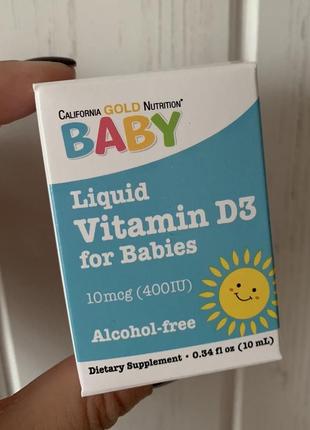 CALIFORNIA GOLD NUTRITION®
BABY
Liquid
Vitamin D3
for Babies
10mcg (400IU)
Alcohol-free
Dietary Supplement • 0.34 fl oz (10 mL)